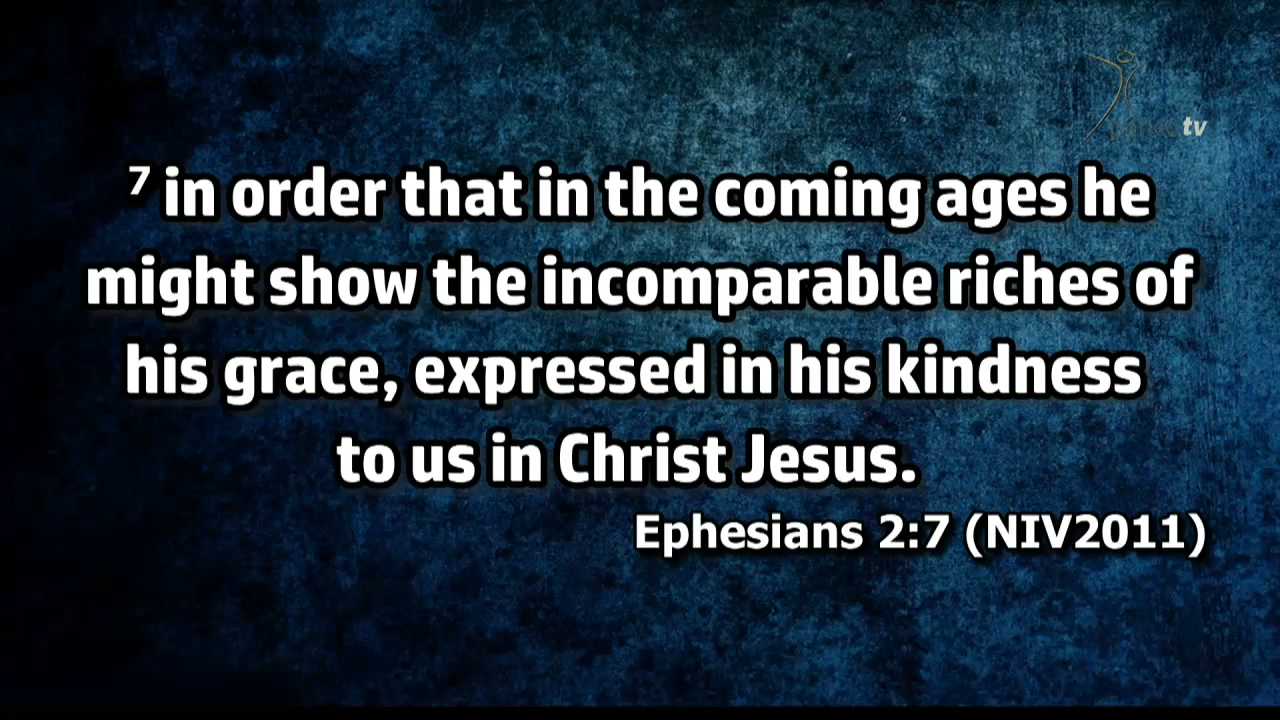 tv
⁷ in order that in the coming ages he
might show the incomparable riches of
his grace, expressed in his kindness
to us in Christ Jesus.
Ephesians 2:7 (NIV2011)